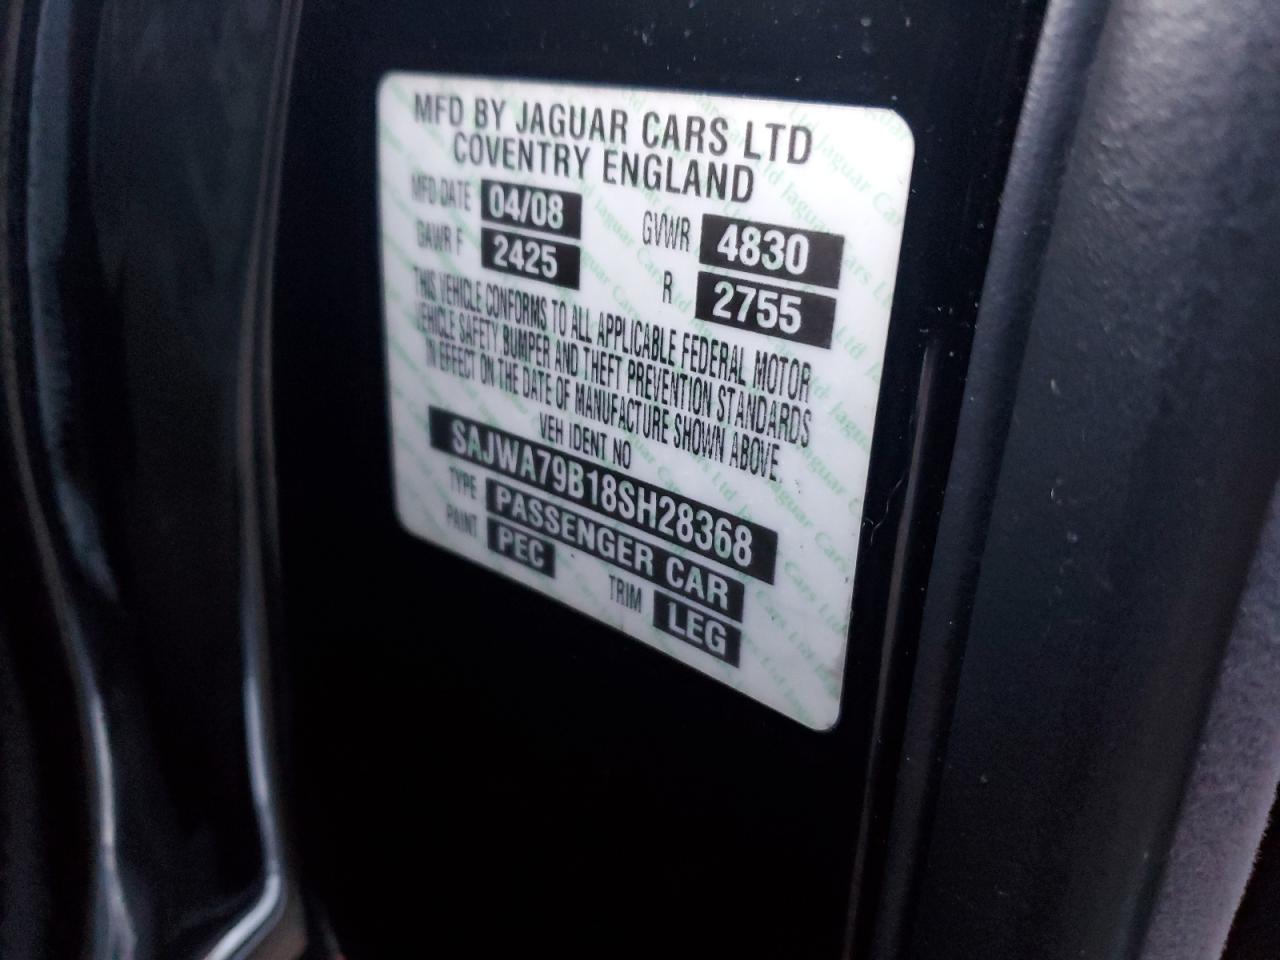 MFD BY JAGUAR CARS LTD
COVENTRY ENGLAND
MFD DATE 04/08 GVWR 4830
GAWR F 2425 R 2755
THIS VEHICLE CONFORMS TO ALL APPLICABLE FEDERAL MOTOR
VEHICLE SAFETY, BUMPER AND THEFT PREVENTION STANDARDS
IN EFFECT ON THE DATE OF MANUFACTURE SHOWN ABOVE.
VEH IDENT NO
SAJWA79B18SH28368
TYPE PASSENGER CAR
PAINT PEC TRIM LEG